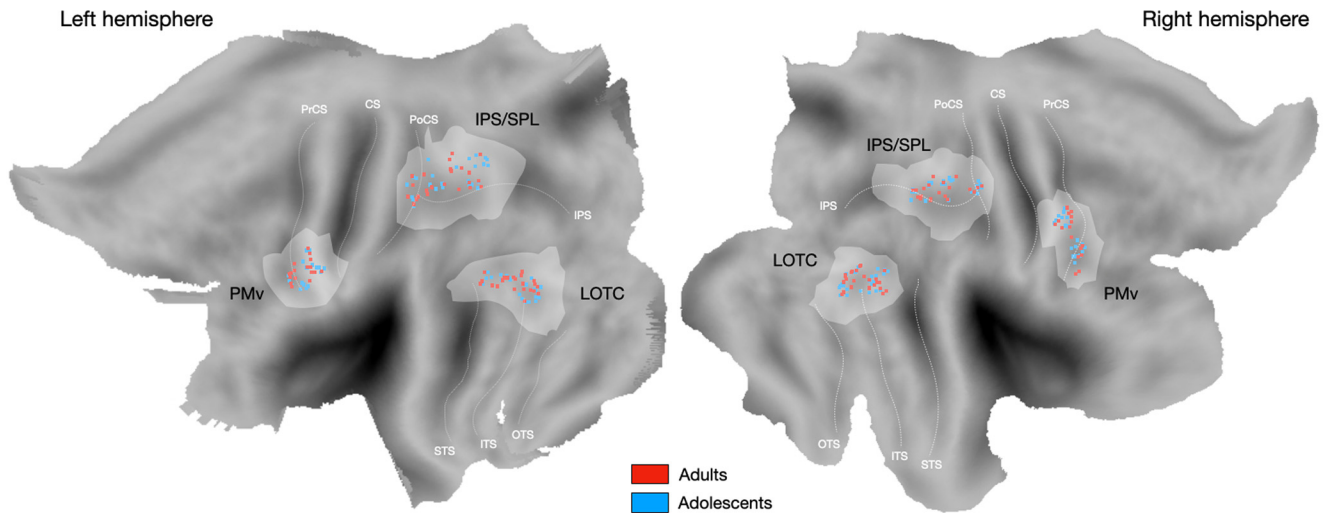 Left hemisphere
Right hemisphere
PrCS
CS
PoCS
IPS/SPL
IPS
PMv
LOTC
STS
ITS
OTS
PoCS
CS
PrCS
IPS/SPL
IPS
LOTC
PMv
OTS
ITS
STS
Adults
Adolescents